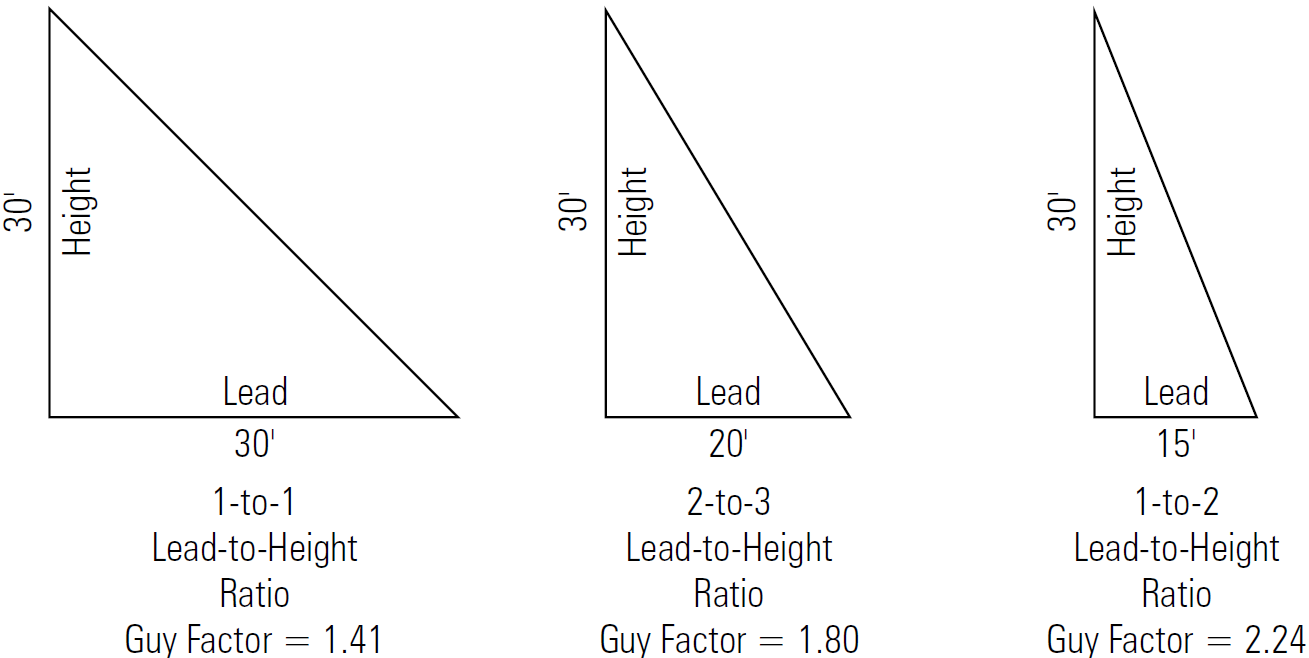 30'
Height
Lead
30'
1-to-1
Lead-to-Height
Ratio
Guy Factor = 1.41
30'
Height
Lead
20'
2-to-3
Lead-to-Height
Ratio
Guy Factor = 1.80
30'
Height
Lead
15'
1-to-2
Lead-to-Height
Ratio
Guy Factor = 2.24